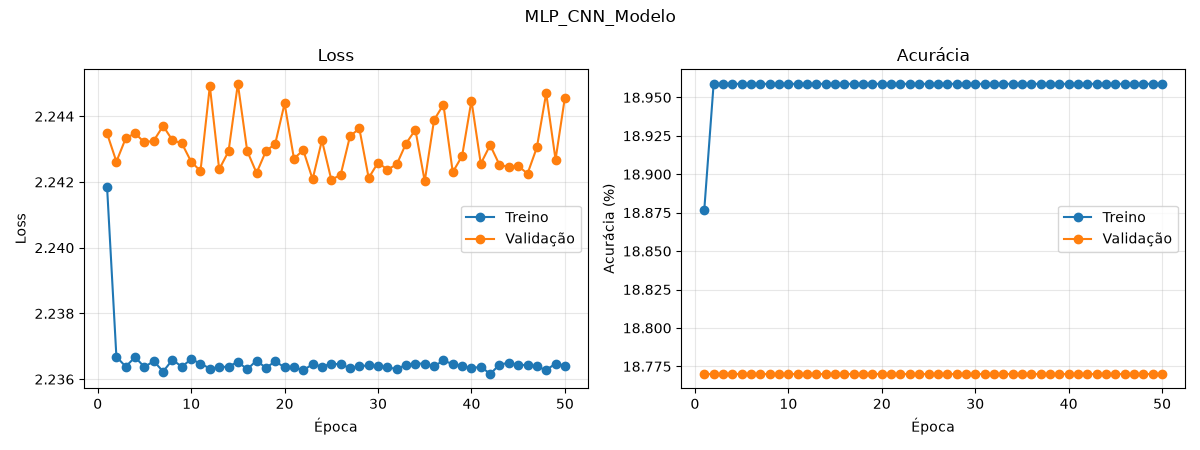 MLP_CNN_Modelo
Loss
2.244
2.242
2.240
2.238
2.236
Loss
0
10
20
30
40
50
Época
Treino
Validação
Acurácia
18.950
18.925
18.900
18.875
18.850
18.825
18.800
18.775
Acurácia (%)
0
10
20
30
40
50
Época
Treino
Validação